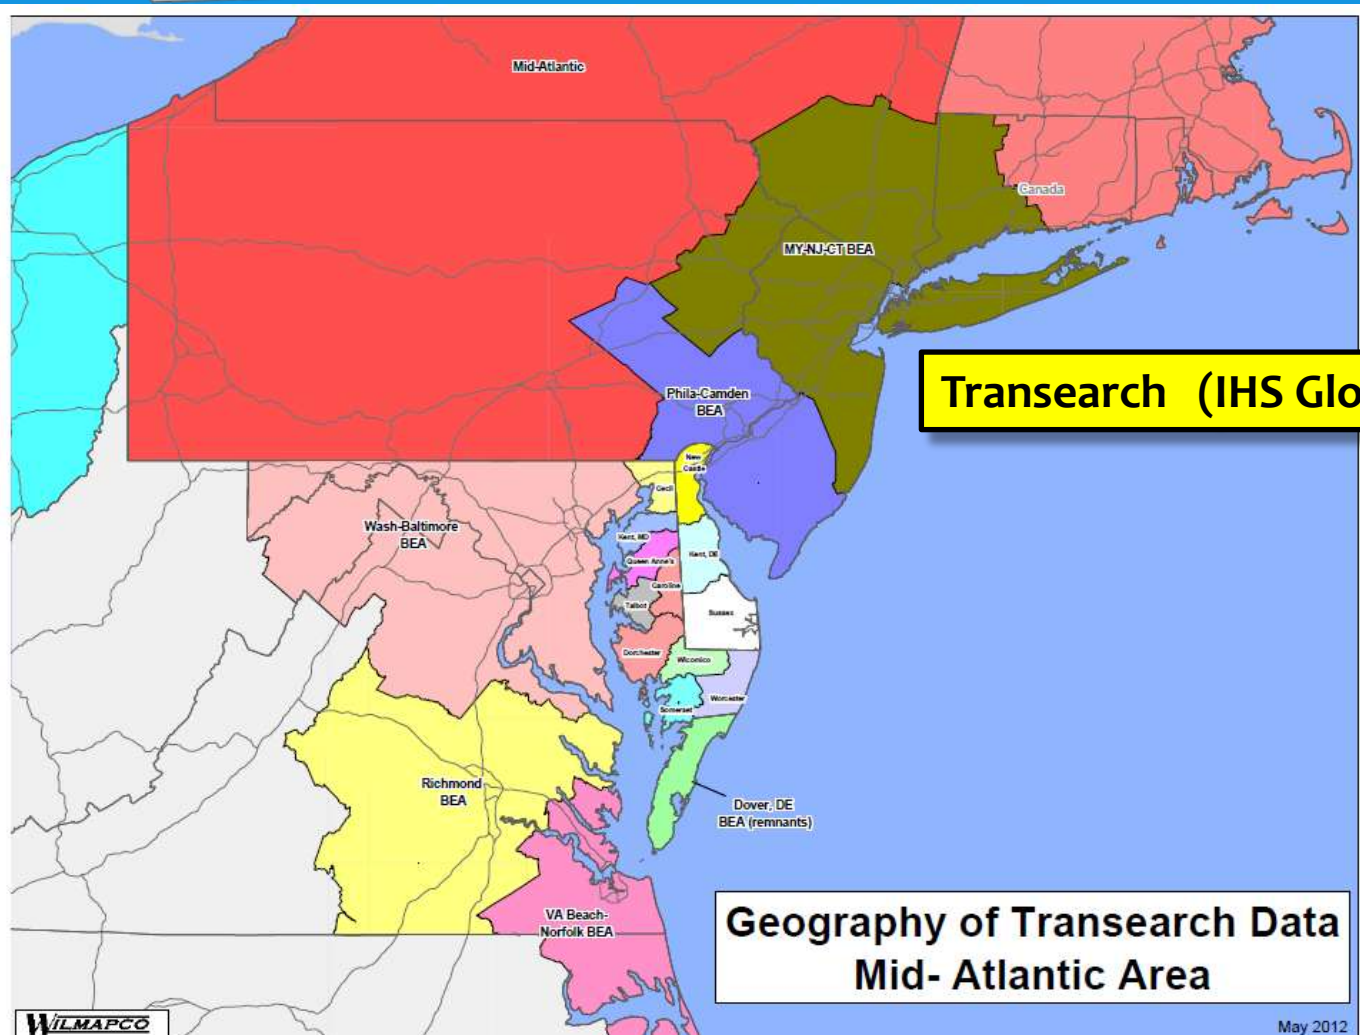 Mid-Atlantic
Canada
MY-NJ-CT BEA
Transearch (IHS Glo
Phila-Camden
BEA
New
Castle
Cecil
Wash-Baltimore
BEA
Kent, MD
Kent, DE
Queen Anne's
Caroline
Talbot
Sussex
Dorchester
Wicomico
Worcester
Somerset
Richmond
BEA
Dover, DE
BEA (remnants)
VA Beach-
Norfolk BEA
Geography of Transearch Data
Mid- Atlantic Area
WILMAPCO
May 2012